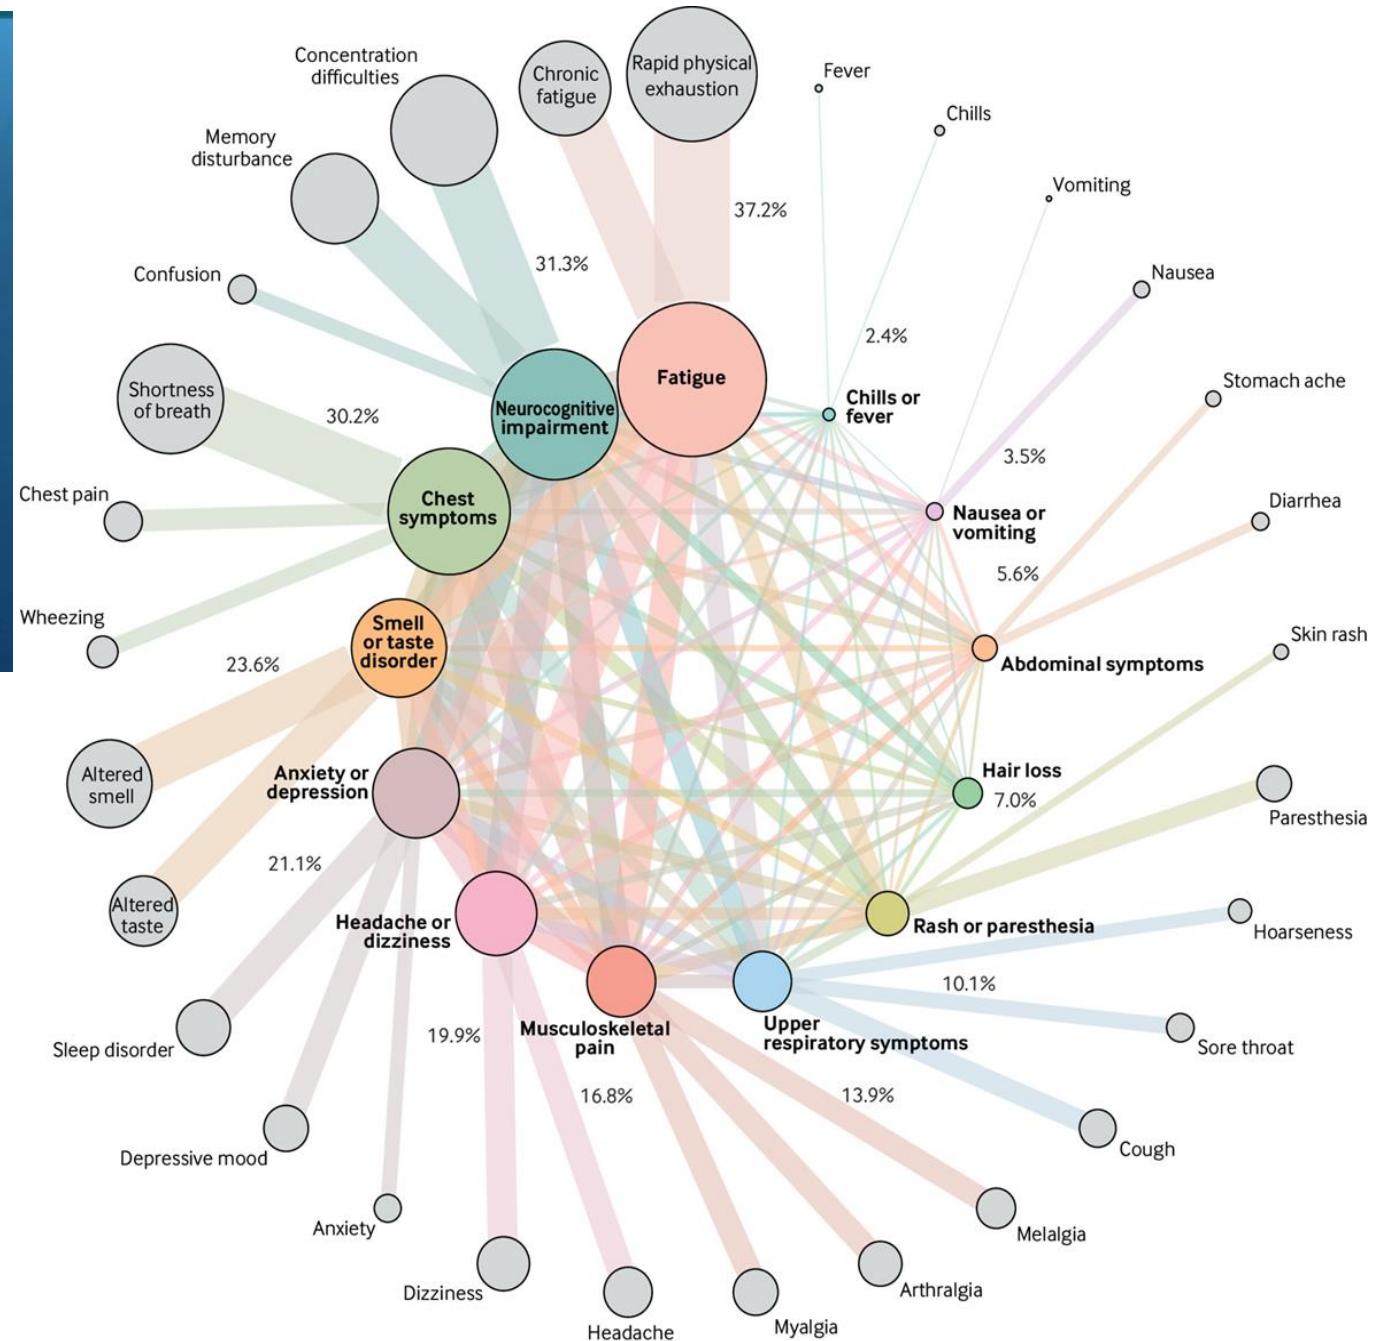 Concentration
difficulties
Chronic
fatigue
Rapid physical
exhaustion
Fever
Chills
Memory
disturbance
Vomiting
37.2%
31.3%
Confusion
Nausea
2.4%
Shortness
of breath
30.2%
Neurocognitive
impairment
Fatigue
Chills or
fever
Stomach ache
3.5%
Chest pain
Chest
symptoms
Nausea or
vomiting
Diarrhea
5.6%
Wheezing
Smell
or taste
disorder
23.6%
Abdominal symptoms
Skin rash
Altered
smell
Anxiety or
depression
Hair loss
7.0%
Paresthesia
21.1%
Altered
taste
Headache or
dizziness
Rash or paresthesia
Hoarseness
10.1%
Sleep disorder
19.9%
Musculoskeletal
pain
Upper
respiratory symptoms
Sore throat
16.8%
13.9%
Depressive mood
Cough
Anxiety
Melalgia
Dizziness
Arthralgia
Headache
Myalgia